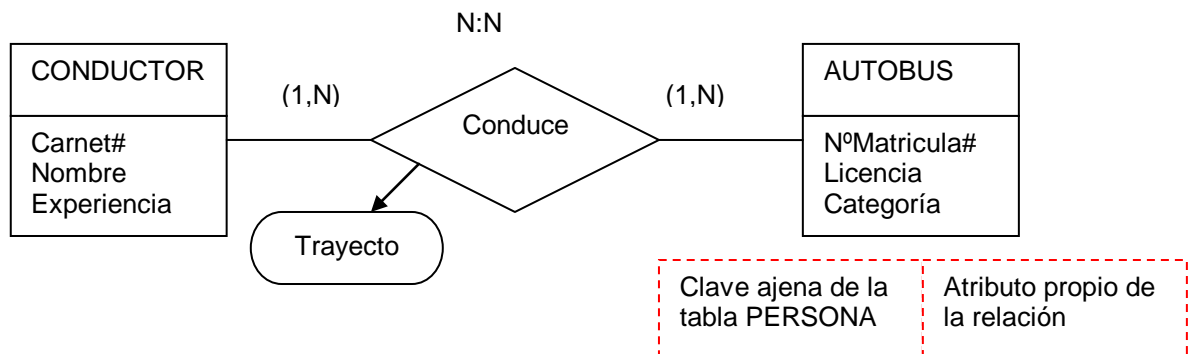 N:N
CONDUCTOR
Carnet#
Nombre
Experiencia
(1,N)
Conduce
(1,N)
AUTOBUS
NºMatricula#
Licencia
Categoría
Trayecto
Clave ajena de la
tabla PERSONA
Atributo propio de
la relación